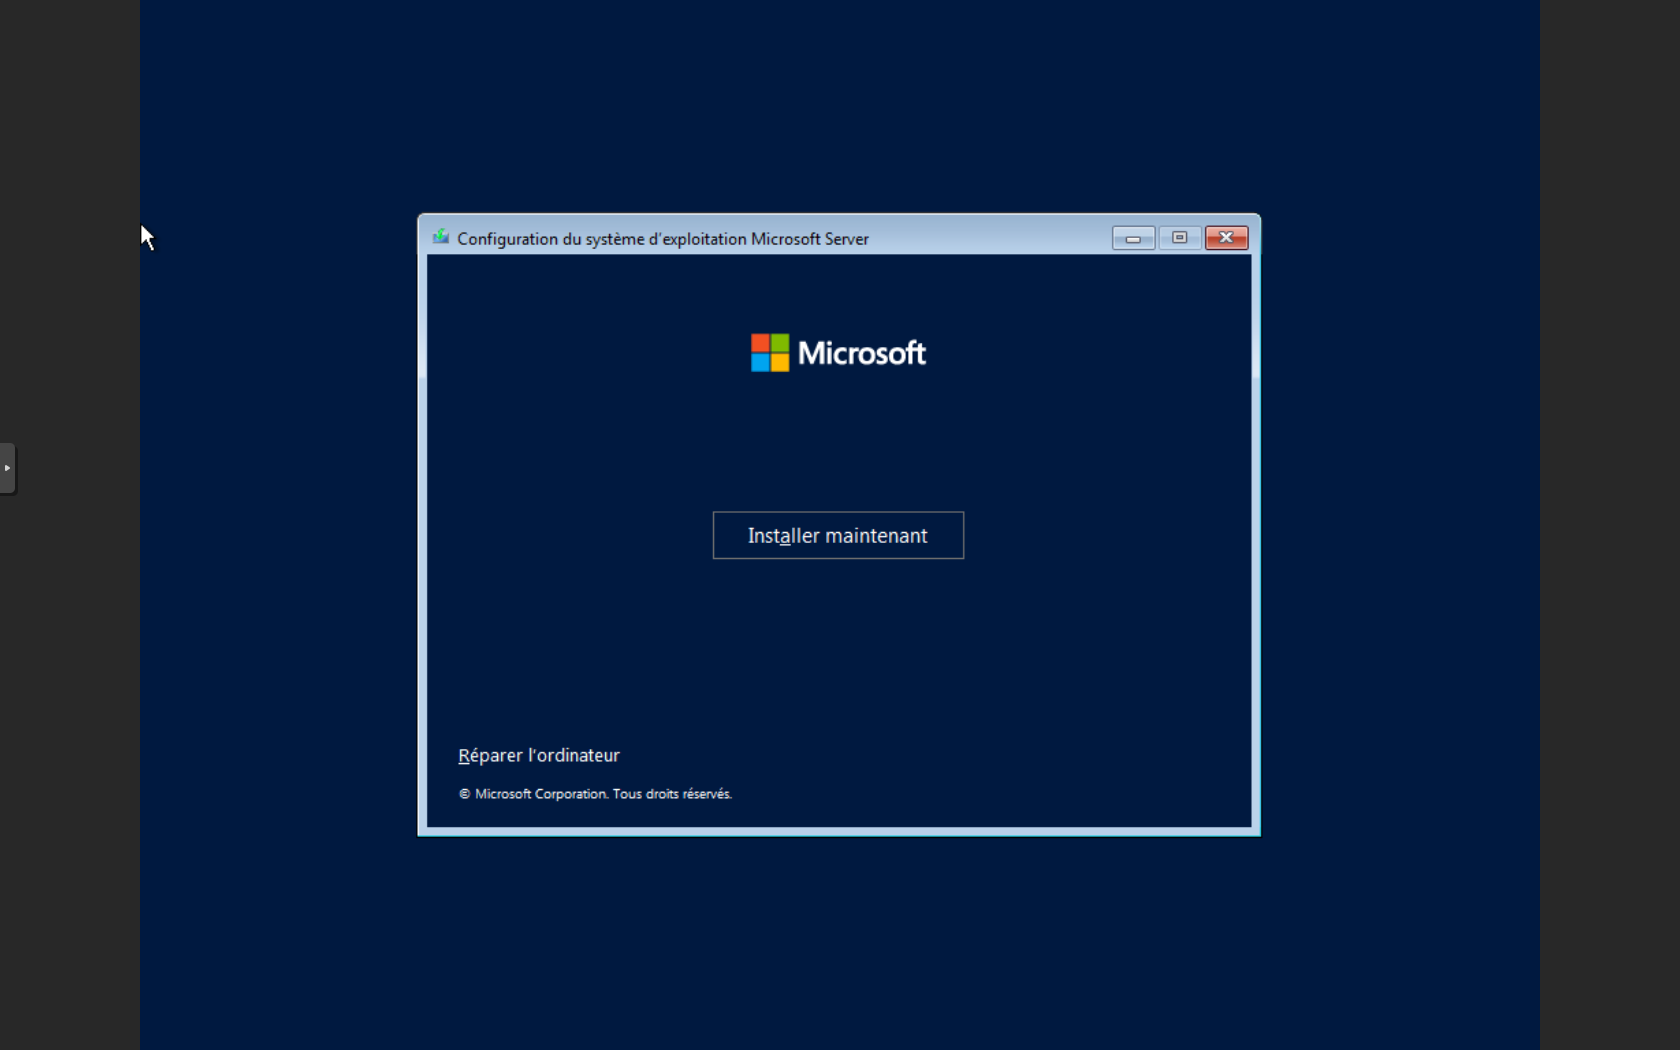 Configuration du système d'exploitation Microsoft Server
Microsoft
Installer maintenant
Réparer l'ordinateur
© Microsoft Corporation. Tous droits réservés.